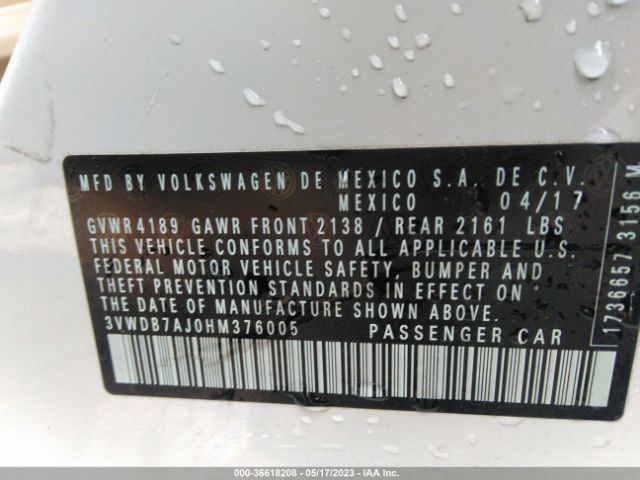 MFD BY VOLKSWAGEN DE MEXICO S.A. DE C.V.
MEXICO 04/17
GVWR 4189 GAWR FRONT 2138 / REAR 2161 LBS
THIS VEHICLE CONFORMS TO ALL APPLICABLE U.S.
FEDERAL MOTOR VEHICLE SAFETY, BUMPER AND
THEFT PREVENTION STANDARDS IN EFFECT ON
THE DATE OF MANUFACTURE SHOWN ABOVE.
3VWDB7AJ0HM376005 PASSENGER CAR
1736657 3156 M
000-36618208 - 05/17/2023 - IAAI.COM